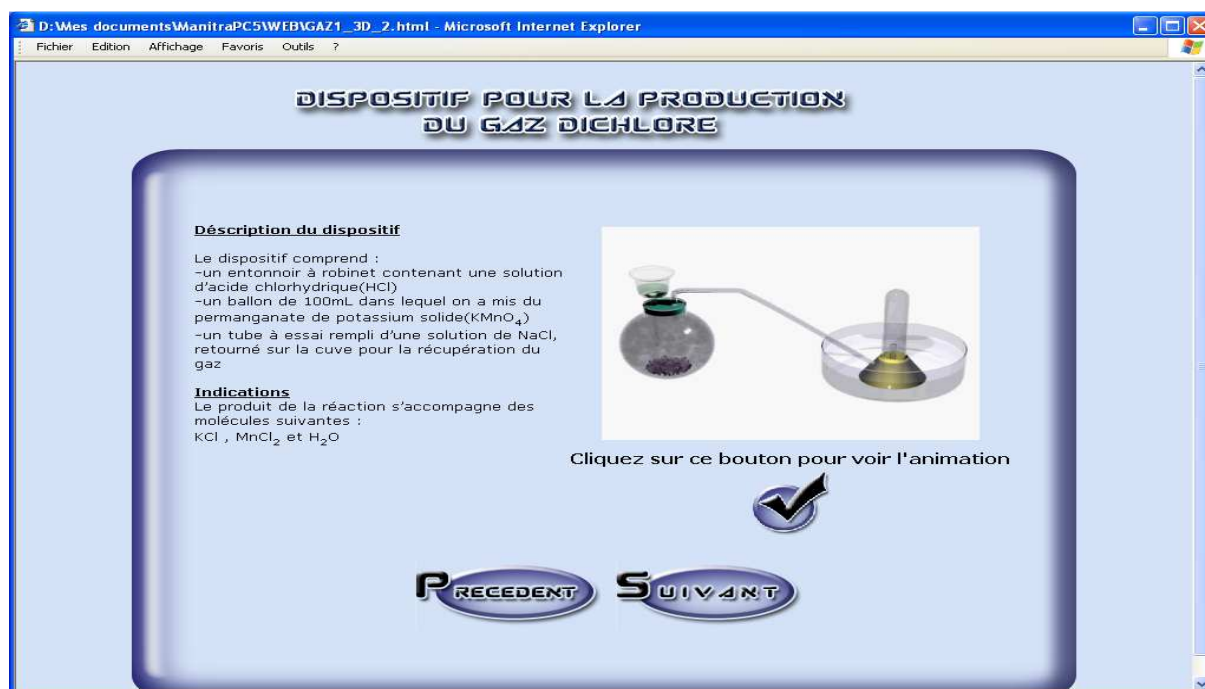 D:\Mes documents\ManitraPC5\WEB\GAZ1_3D_2.html - Microsoft Internet Explorer
Fichier Edition Affichage Favoris Outils ?
DISPOSITIF POUR LA PRODUCTION
DU GAZ DICHLORE
Déscription du dispositif
Le dispositif comprend :
-un entonnoir à robinet contenant une solution
d'acide chlorhydrique(HCl)
-un ballon de 100mL dans lequel on a mis du
permanganate de potassium solide(KMnO₄)
-un tube à essai rempli d'une solution de NaCl,
retourné sur la cuve pour la récupération du
gaz
Indications
Le produit de la réaction s'accompagne des
molécules suivantes :
KCl , MnCl₂ et H₂O
Cliquez sur ce bouton pour voir l'animation
PRECEDENT
SUIVANT